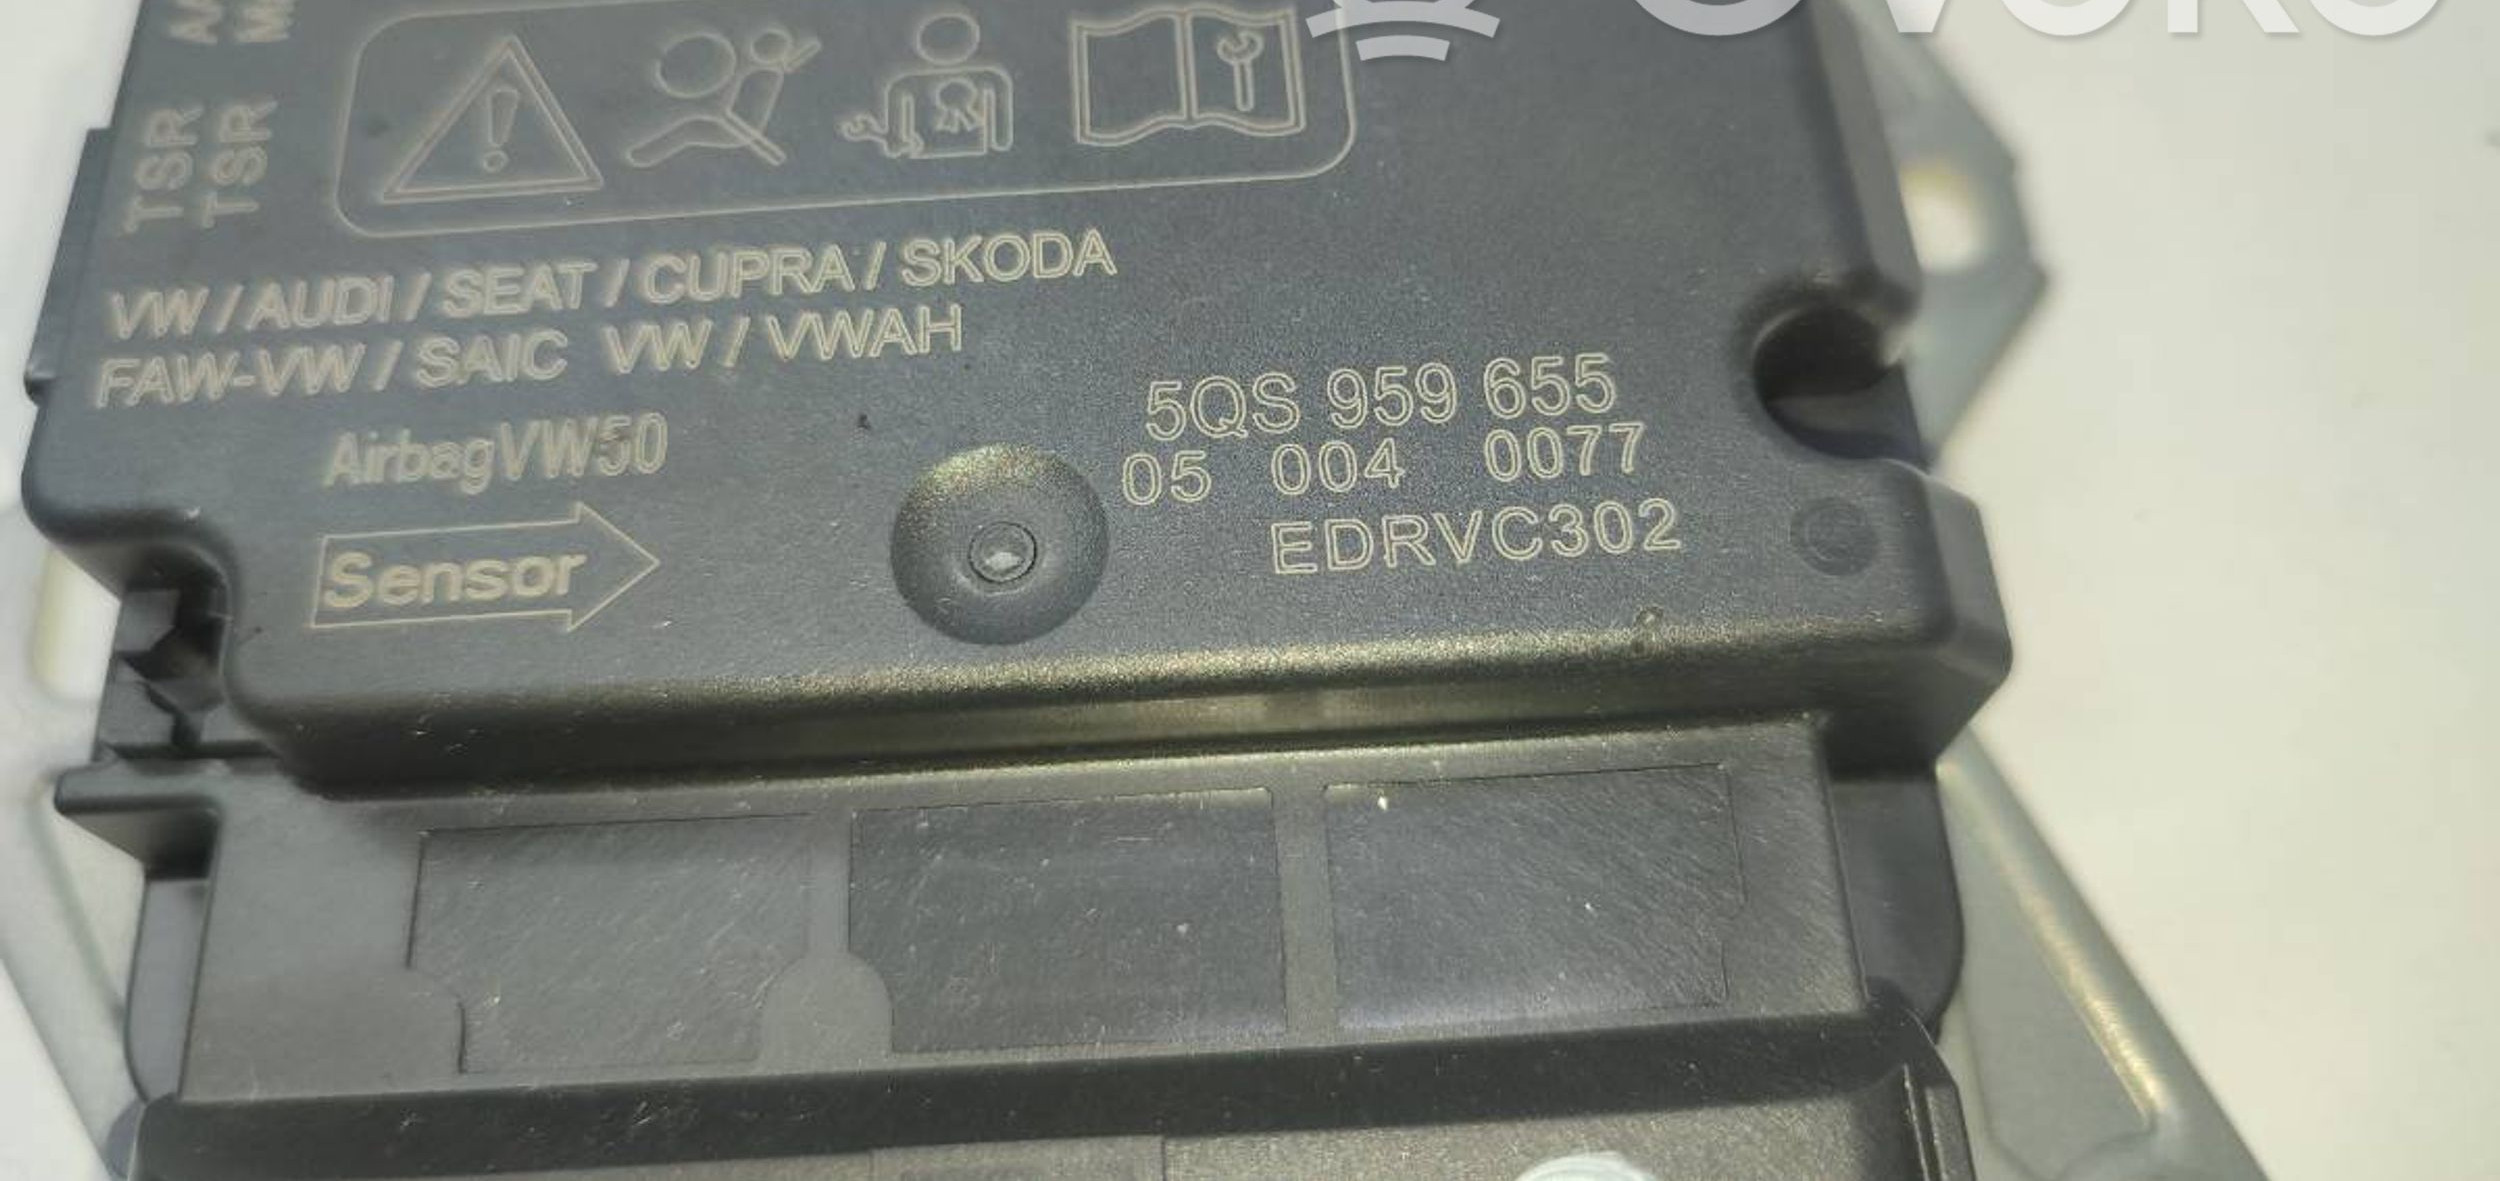 TSR
TSR
VW / AUDI / SEAT / CUPRA / SKODA
FAW-VW / SAIC VW / VWAH
AirbagVW50
Sensor
5QS 959 655
05 004 0077
EDRVC302